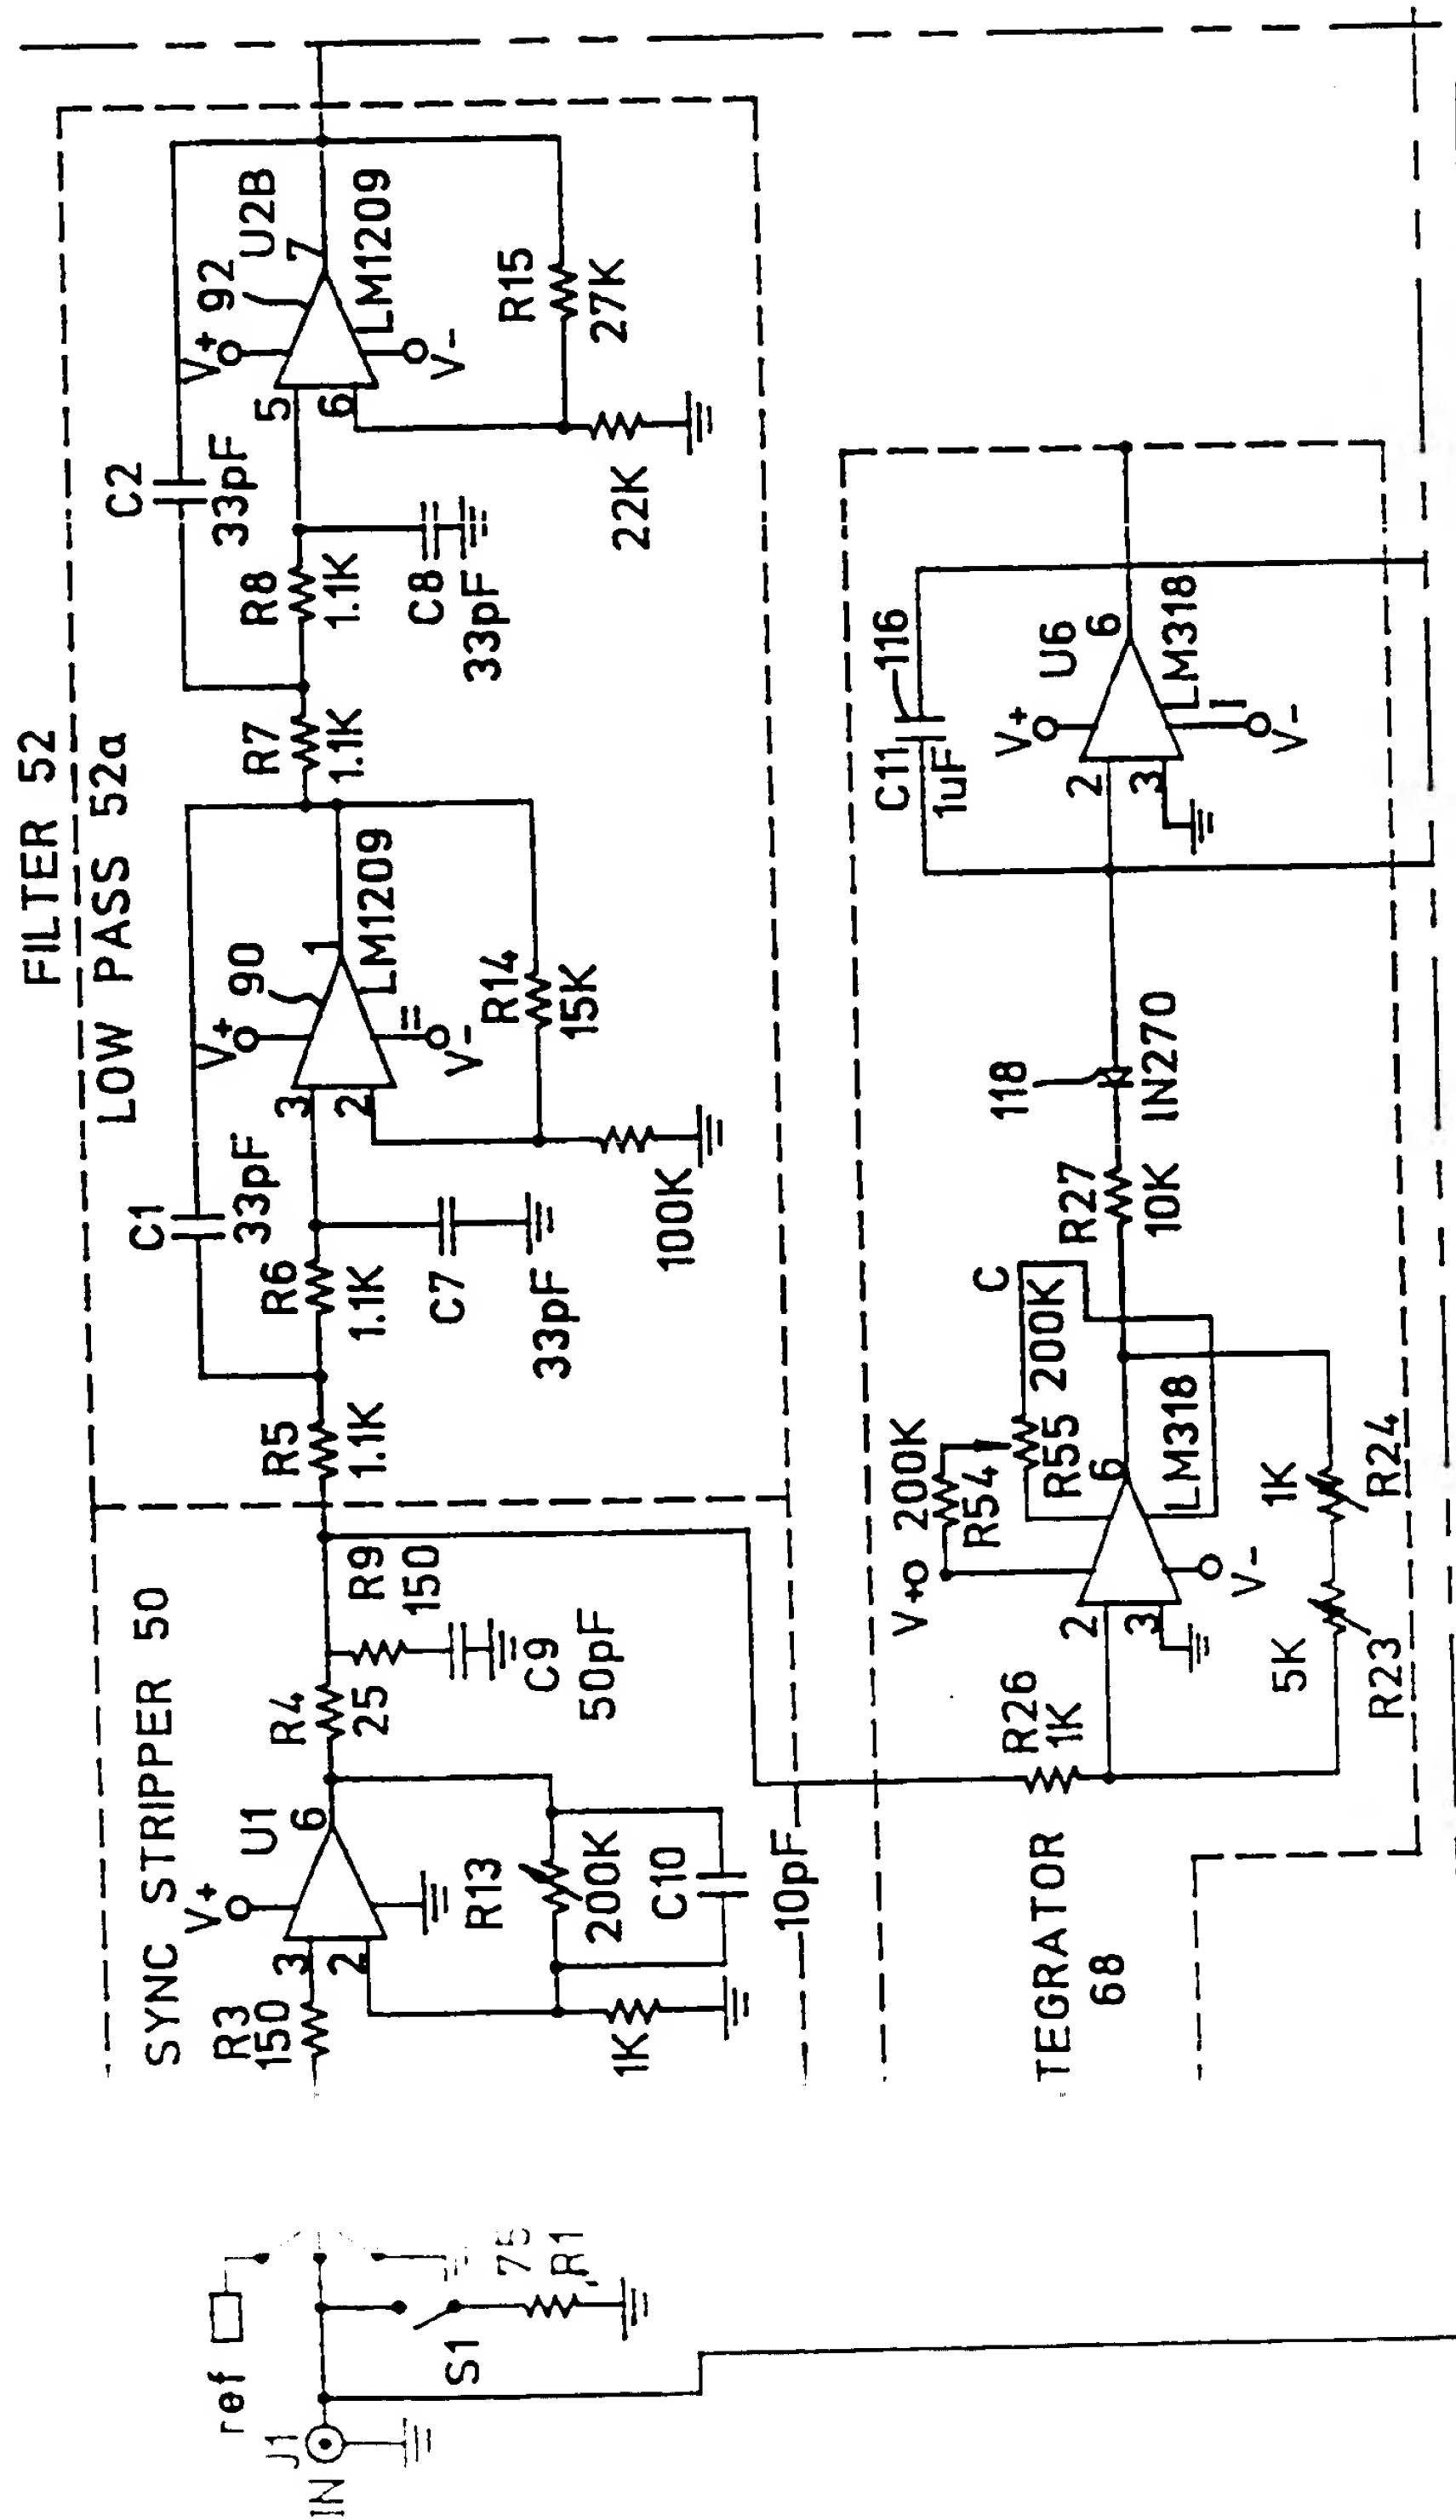 FILTER 52
LOW PASS 52a
SYNC STRIPPER 50
ref
J1
IN
S1
75
R1
R3
150
V+
U1
3
2
6
R13
200K
C10
10pF
1K
R4
25
R9
150
C9
50pF
R5
1.1K
C1
33pF
R6
1.1K
C7
33pF
V+
90
3
2
1
LM1209
V-
R14
15K
100K
R7
1.1K
C2
33pF
R8
1.1K
C8
33pF
V+
92
U2B
5
6
7
LM1209
V-
R15
27K
22K
TEGRATOR
68
R26
1K
V+
200K
R54
R55
200K
C
2
3
6
LM318
V-
5K
R23
1K
R24
R27
10K
118
IN270
C11
1uF
116
V+
U6
2
3
6
LM318
V-